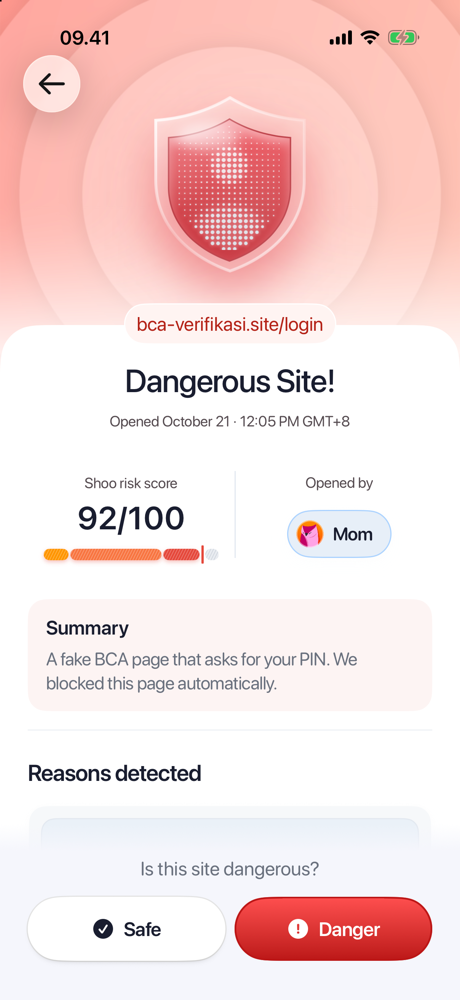 09.41
bca-verifikasi.site/login
Dangerous Site!
Opened October 21 · 12:05 PM GMT+8
Shoo risk score
92/100
Opened by
Mom
Summary
A fake BCA page that asks for your PIN. We
blocked this page automatically.
Reasons detected
Is this site dangerous?
Safe
Danger